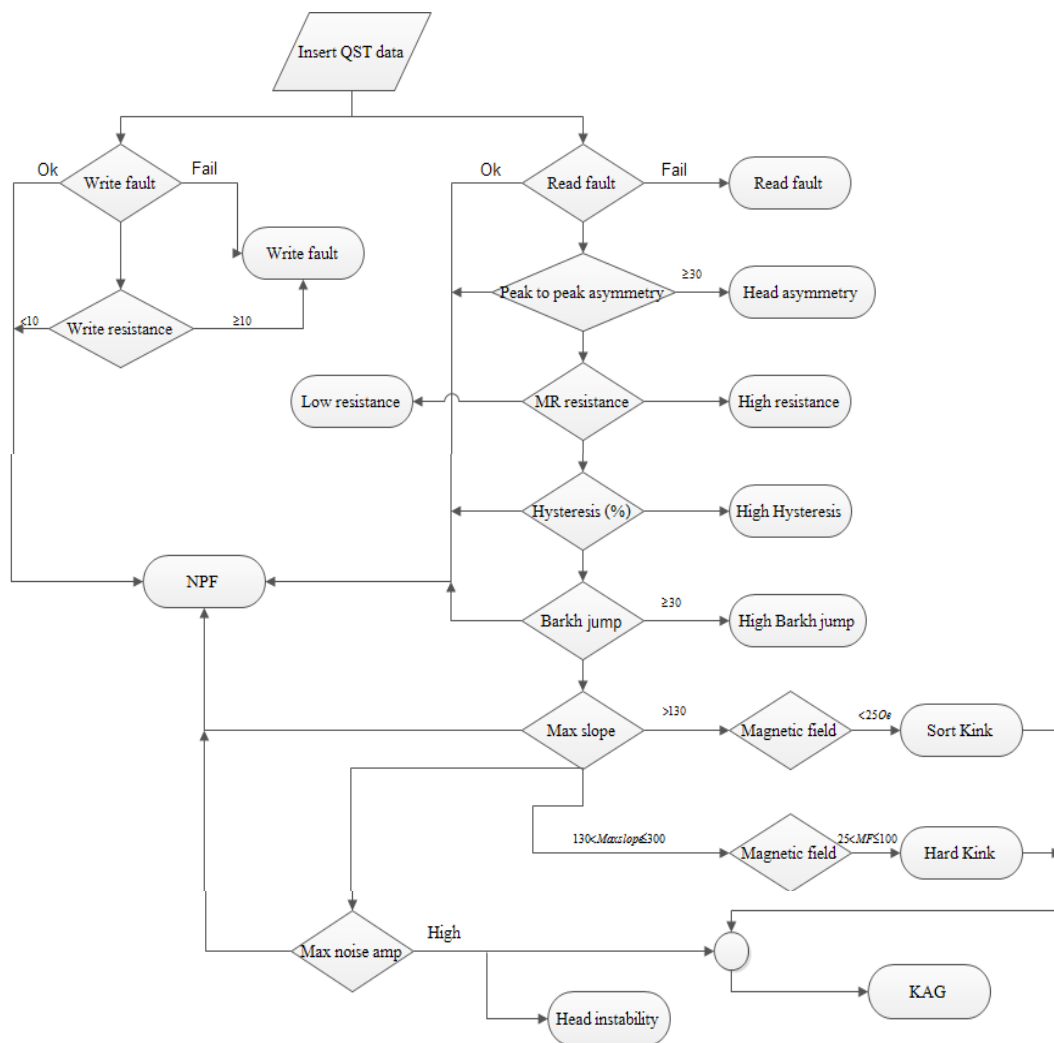 Insert QST data
Ok
Write fault
Fail
Ok
Read fault
Fail
Read fault
Write fault
Peak to peak asymmetry
≥30
Head asymmetry
<10
Write resistance
≥10
Low resistance
MR resistance
High resistance
Hysteresis (%)
High Hysteresis
NPF
Barkh jump
≥30
High Barkh jump
Max slope
>130
Magnetic field
<25Oe
Sort Kink
130<Maxslope≤300
Magnetic field
25<MF≤100
Hard Kink
Max noise amp
High
KAG
Head instability